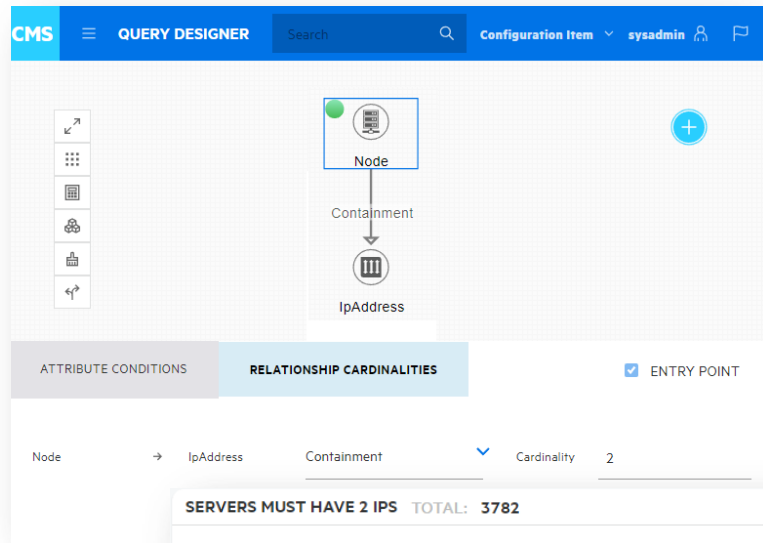 CMS QUERY DESIGNER Search Configuration Item sysadmin
Node
Containment
IpAddress
ATTRIBUTE CONDITIONS RELATIONSHIP CARDINALITIES ENTRY POINT
Node → IpAddress Containment Cardinality 2
SERVERS MUST HAVE 2 IPS TOTAL: 3782